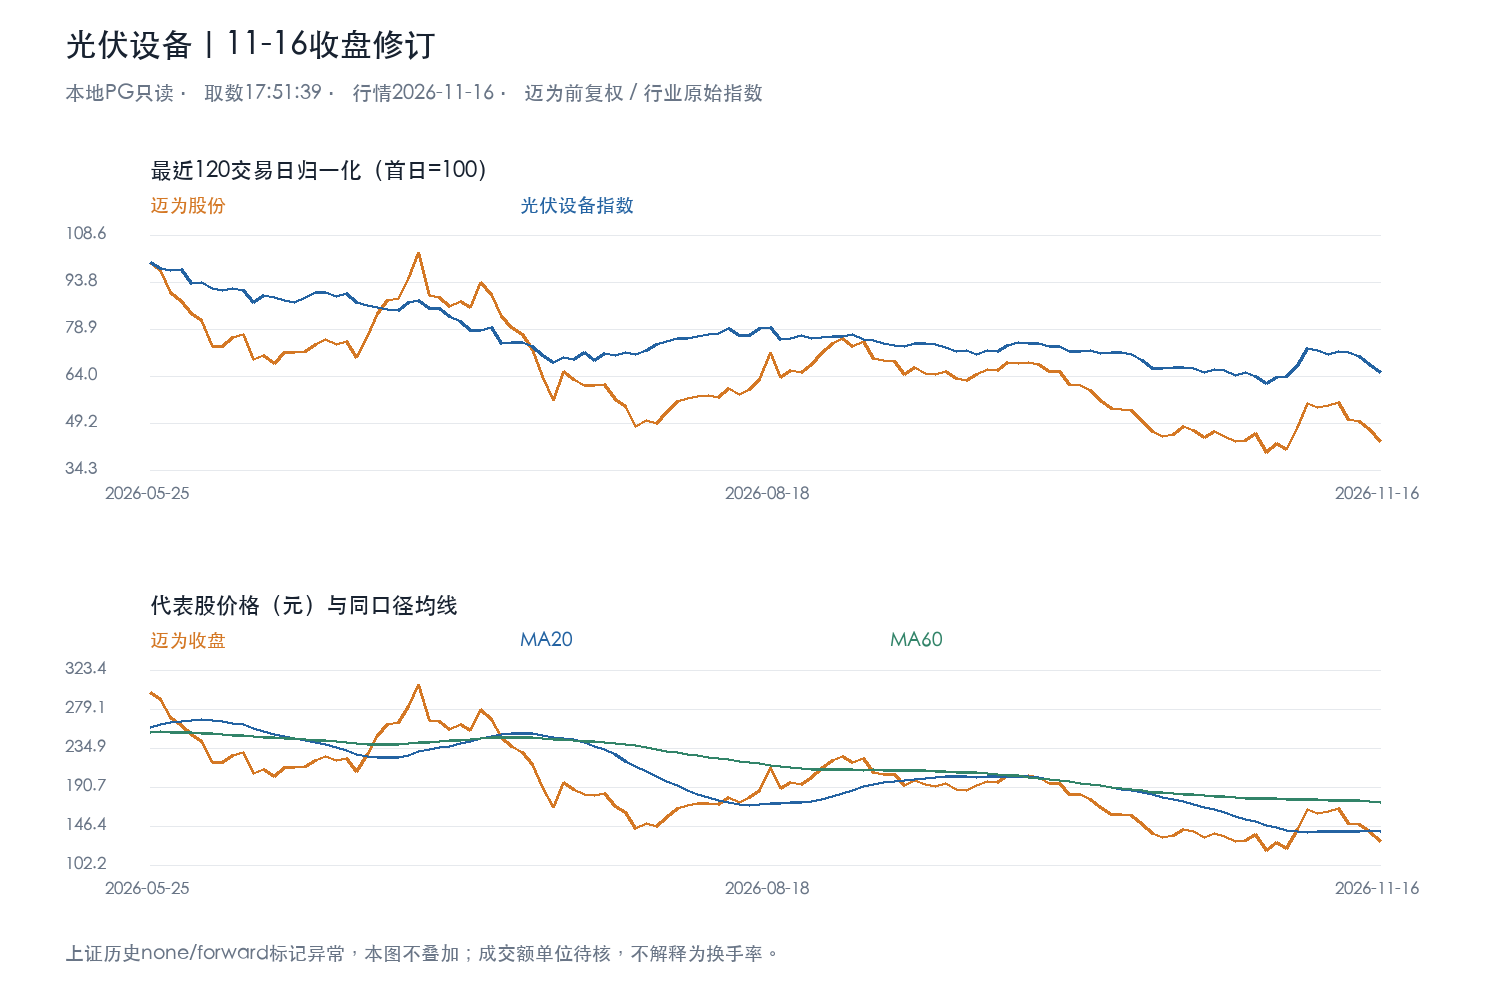 光伏设备 | 11-16收盘修订
本地PG只读 · 取数17:51:39 · 行情2026-11-16 · 迈为前复权 / 行业原始指数
最近120交易日归一化（首日=100）
迈为股份 光伏设备指数
108.6
93.8
78.9
64.0
49.2
34.3
2026-05-25 2026-08-18 2026-11-16
代表股价格（元）与同口径均线
迈为收盘 MA20 MA60
323.4
279.1
234.9
190.7
146.4
102.2
2026-05-25 2026-08-18 2026-11-16
上证历史none/forward标记异常，本图不叠加；成交额单位待核，不解释为换手率。